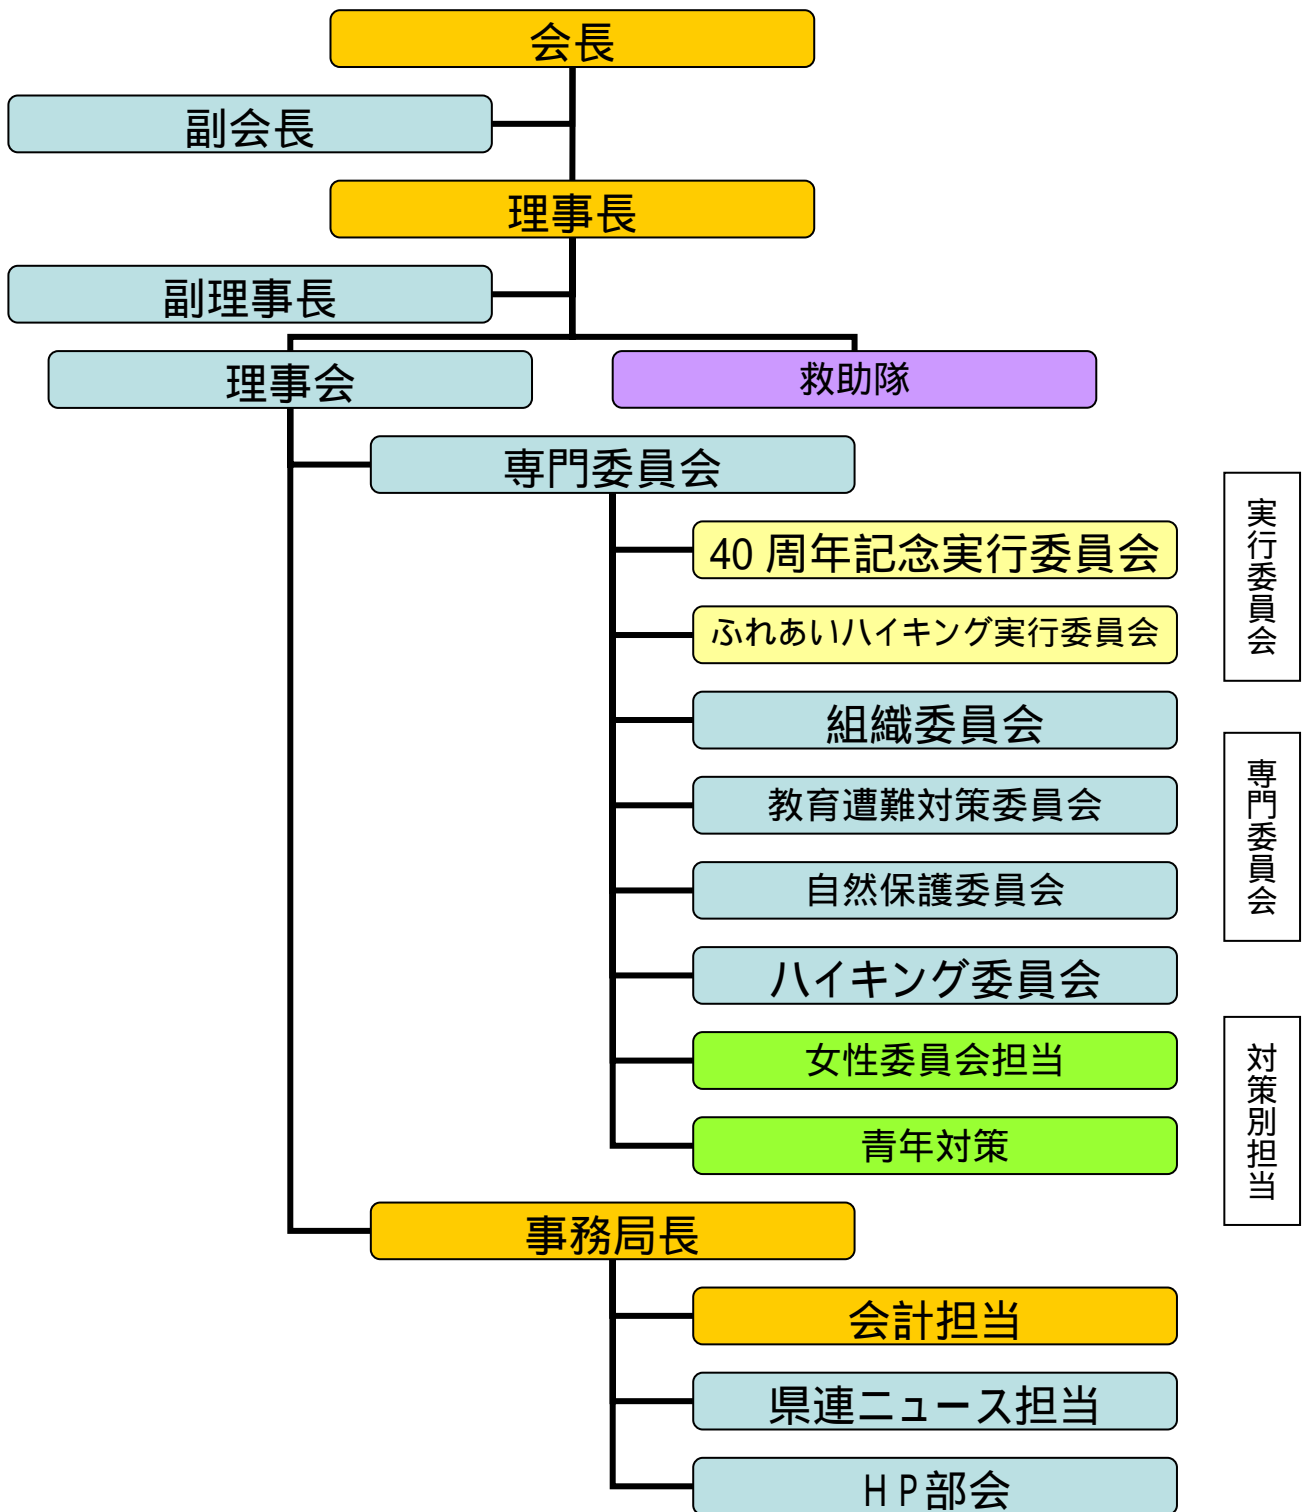 会長
副会長
理事長
副理事長
理事会
救助隊
専門委員会
40 周年記念実行委員会
ふれあいハイキング実行委員会
実行委員会
組織委員会
教育遭難対策委員会
自然保護委員会
ハイキング委員会
専門委員会
女性委員会担当
青年対策
対策別担当
事務局長
会計担当
県連ニュース担当
ＨＰ部会